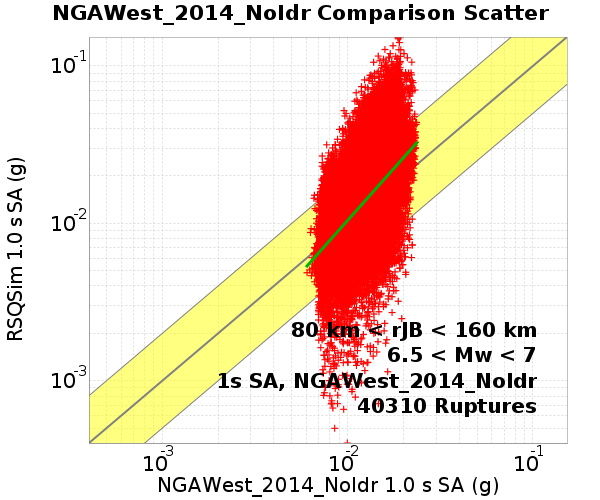 NGAWest_2014_NoIdr Comparison Scatter
RSQSim 1.0 s SA (g)
10-1
10-2
10-3
80 km < rJB < 160 km
6.5 < Mw < 7
1s SA, NGAWest_2014_NoIdr
40310 Ruptures
10-3 10-2 10-1
NGAWest_2014_NoIdr 1.0 s SA (g)